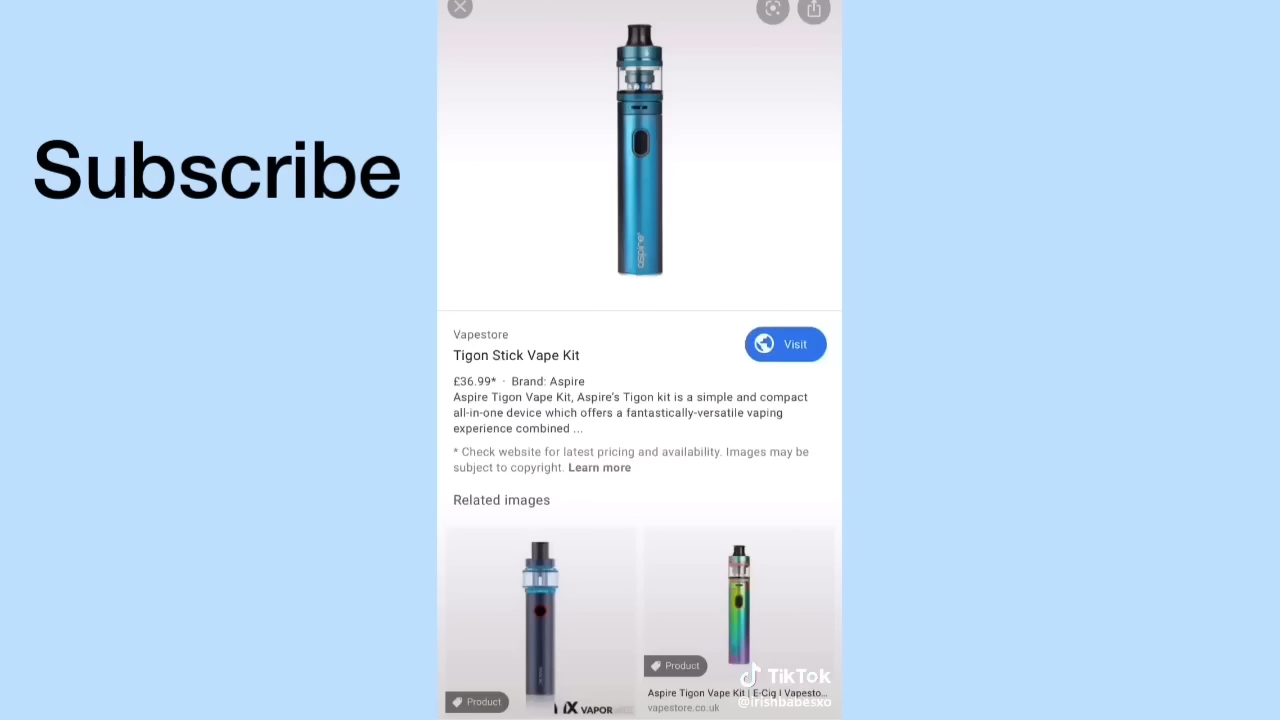 Subscribe
aspire
Vapestore
Tigon Stick Vape Kit
Visit
£36.99* · Brand: Aspire
Aspire Tigon Vape Kit, Aspire's Tigon kit is a simple and compact
all-in-one device which offers a fantastically-versatile vaping
experience combined ...
* Check website for latest pricing and availability. Images may be
subject to copyright. Learn more
Related images
Product
VAPOR
Product
Aspire Tigon Vape Kit | E-Cig I Vapesto...
vapestore.co.uk
TikTok
@irishbabesxo